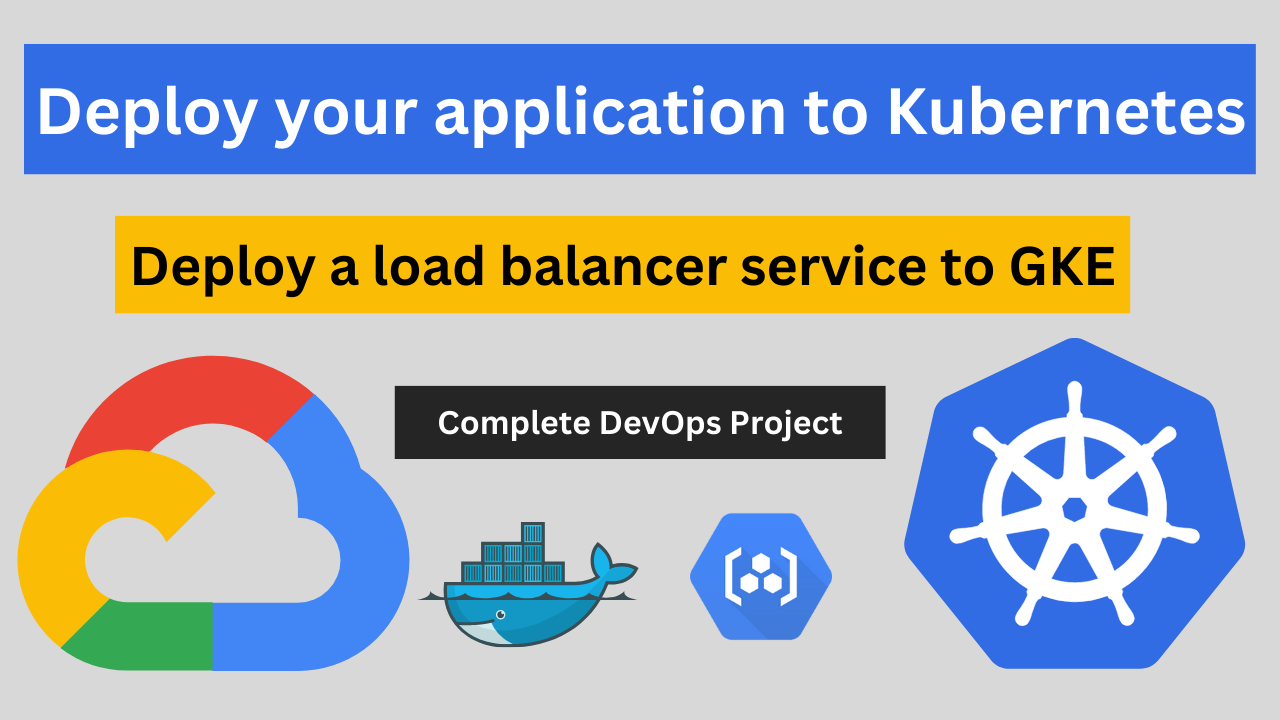 Deploy your application to Kubernetes
Deploy a load balancer service to GKE
Complete DevOps Project